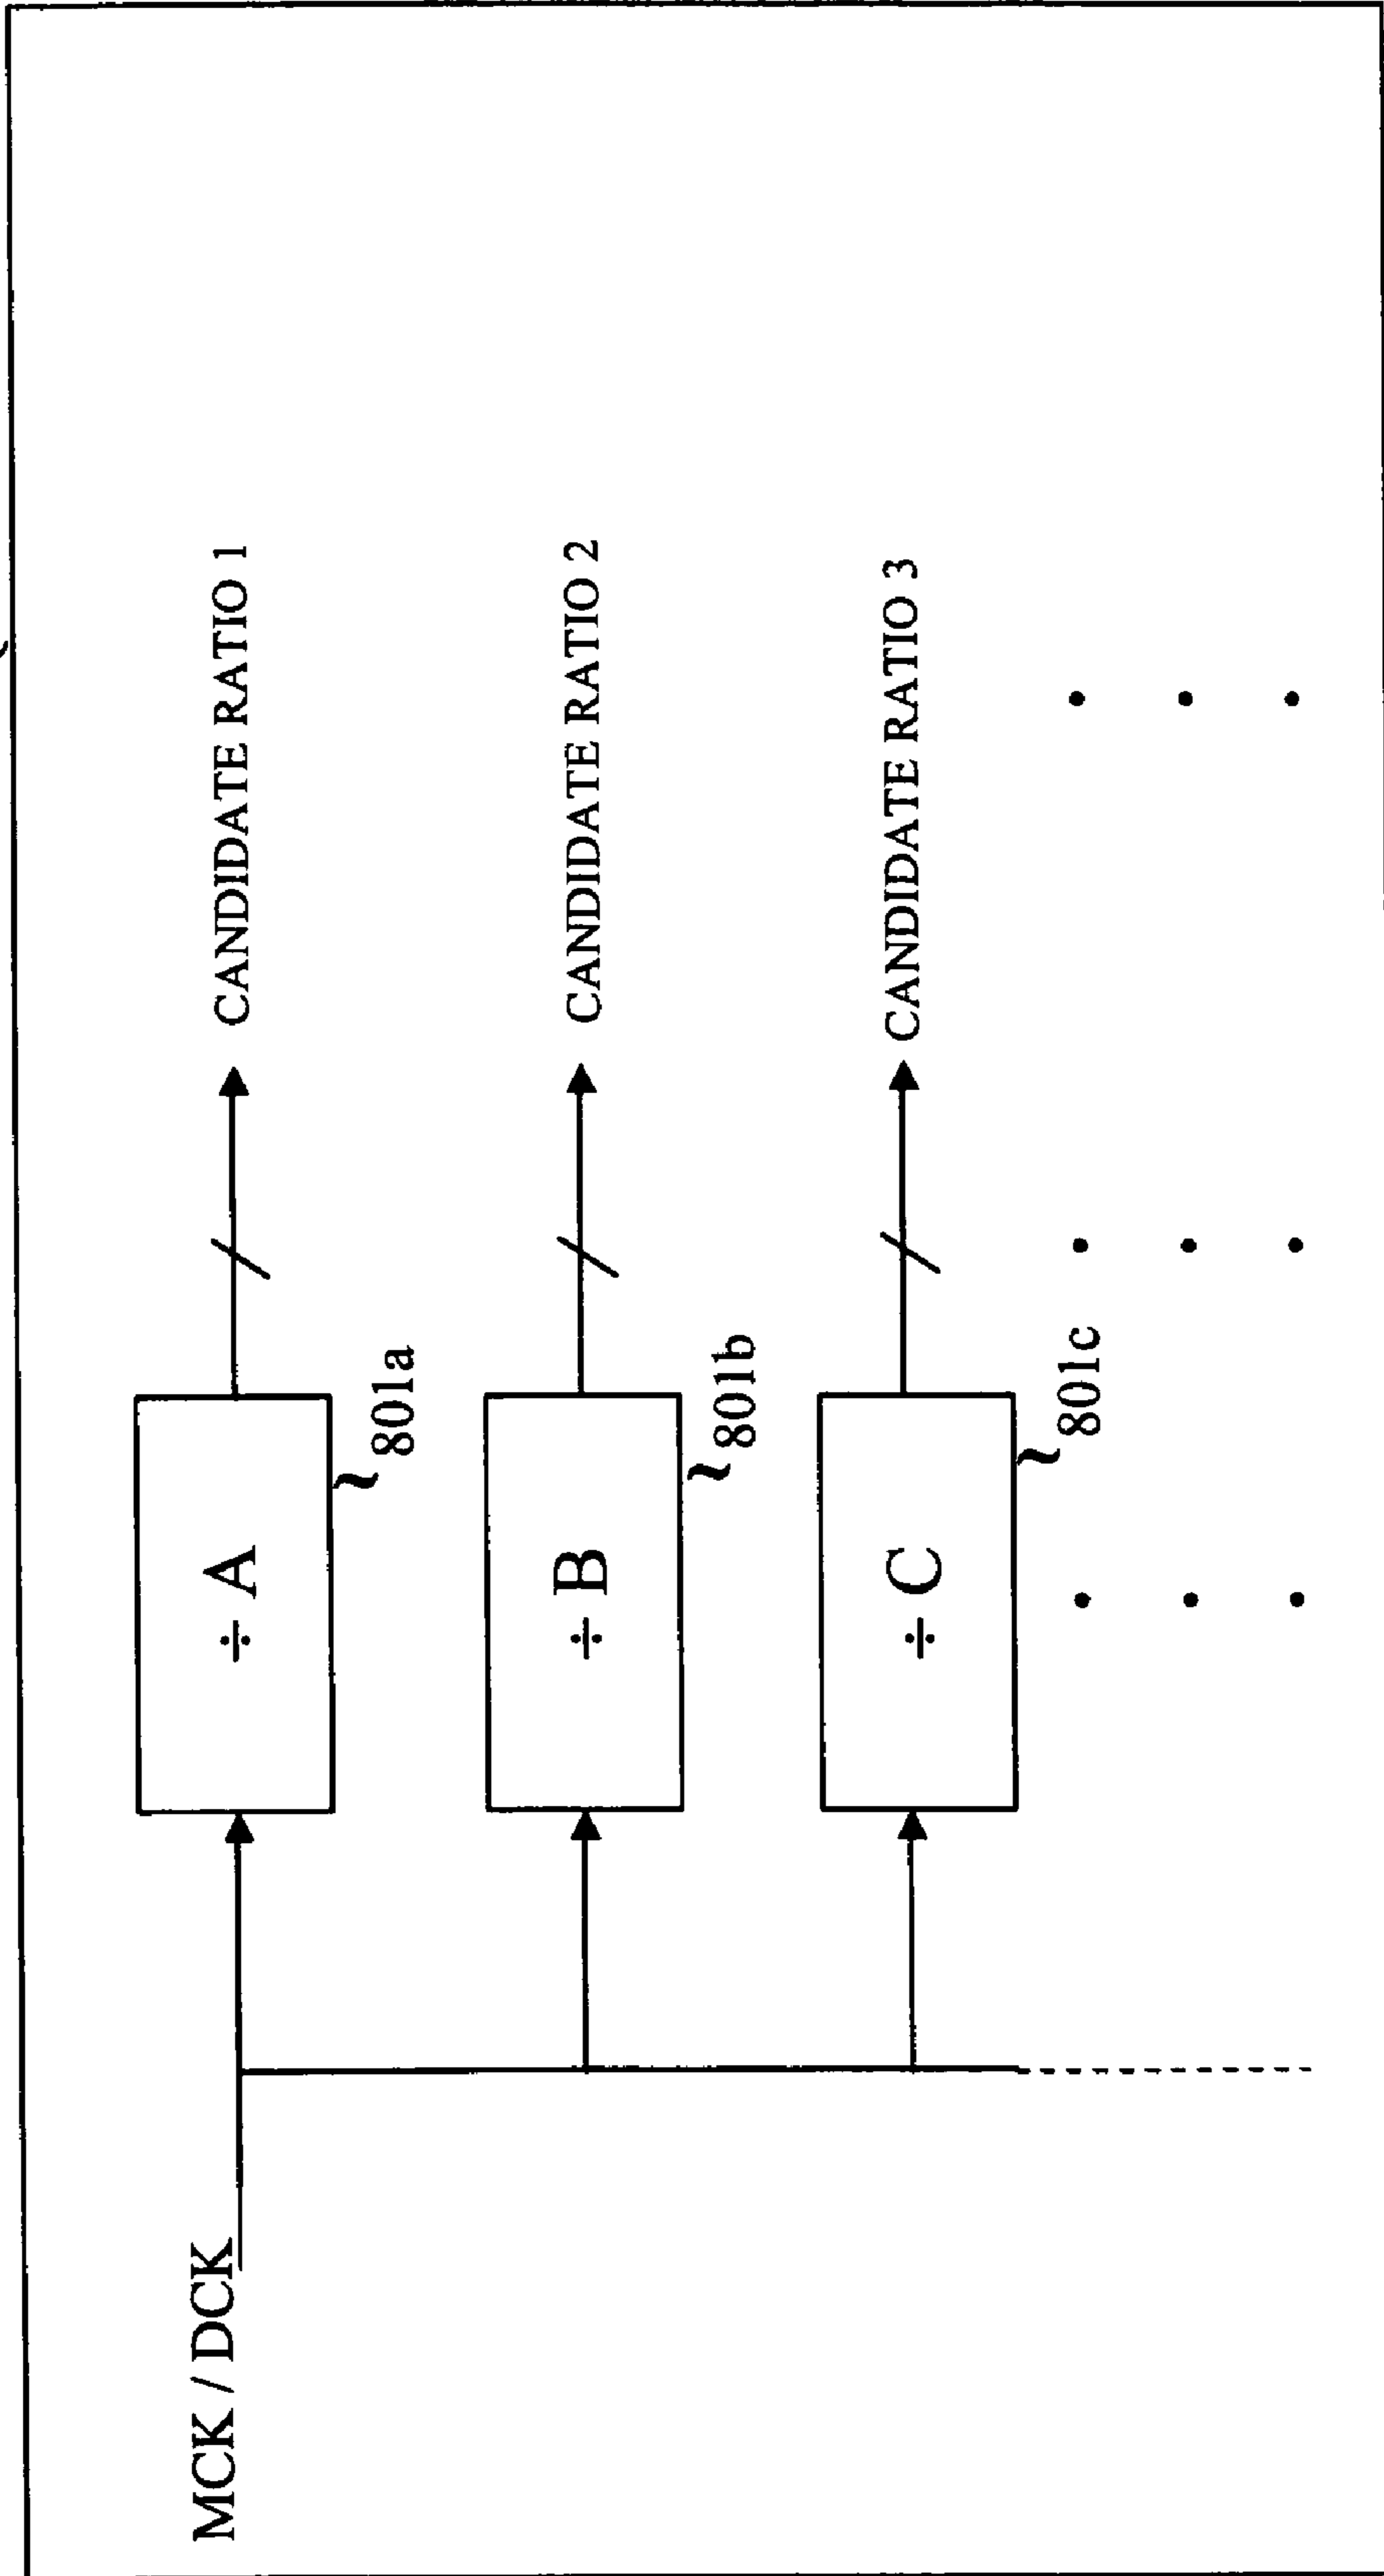 MCK / DCK
÷ A
801a
CANDIDATE RATIO 1
÷ B
801b
CANDIDATE RATIO 2
÷ C
801c
CANDIDATE RATIO 3